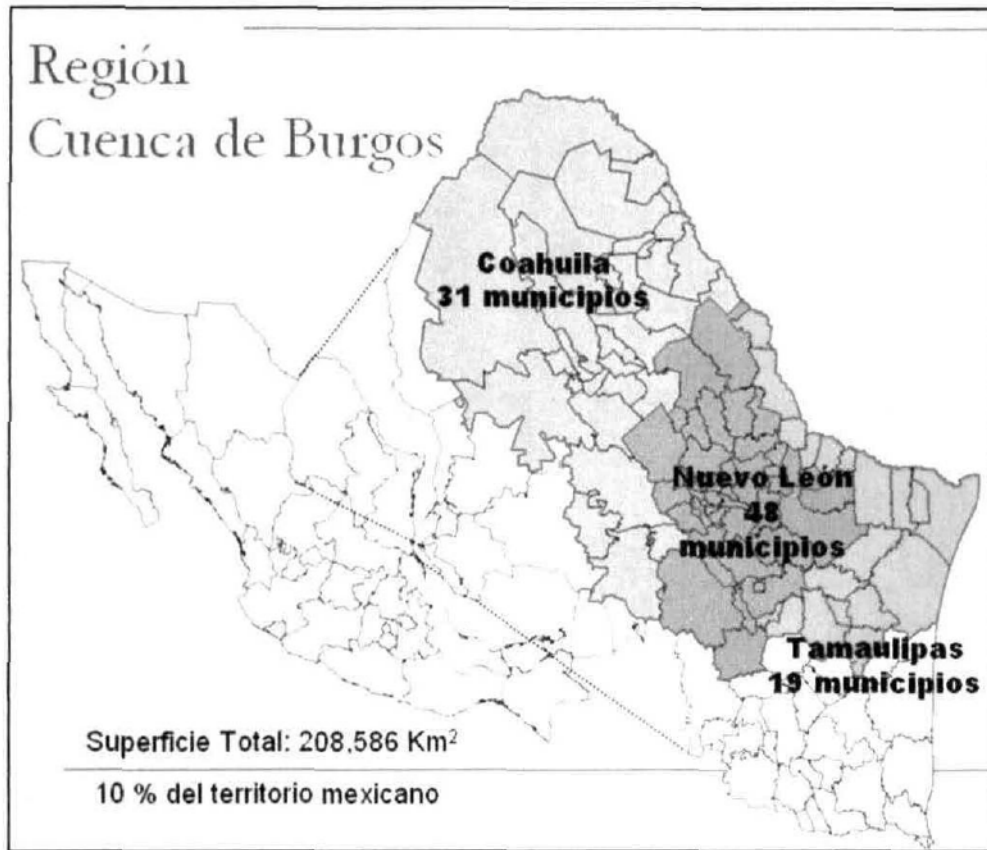 Región
Cuenca de Burgos
Coahuila
31 municipios
Nuevo León
48
municipios
Tamaulipas
19 municipios
Superficie Total: 208,586 Km²
10 % del territorio mexicano